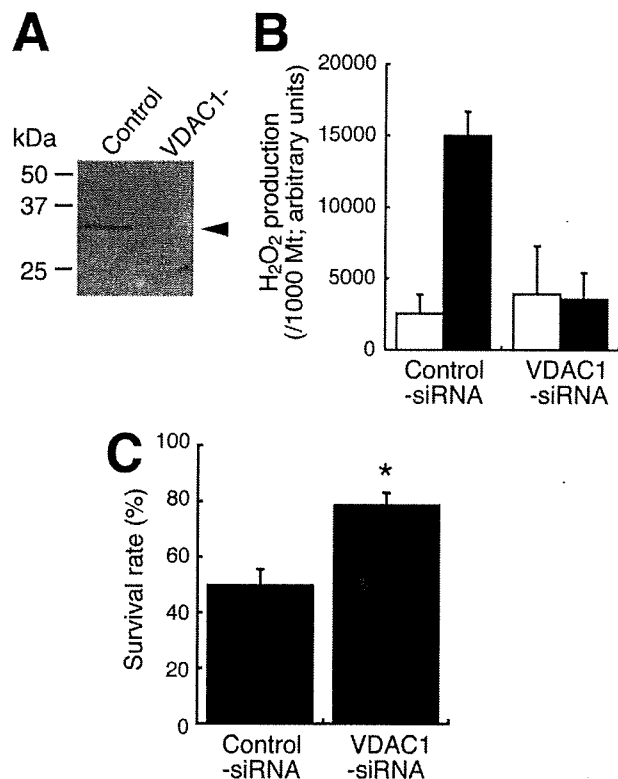 A
kDa
Control
VDAC1-
50
37
25
B
H₂O₂ production
(/1000 Mt; arbitrary units)
20000
15000
10000
5000
0
Control
-siRNA
VDAC1
-siRNA
C
Survival rate (%)
100
80
60
40
20
0
*
Control
-siRNA
VDAC1
-siRNA